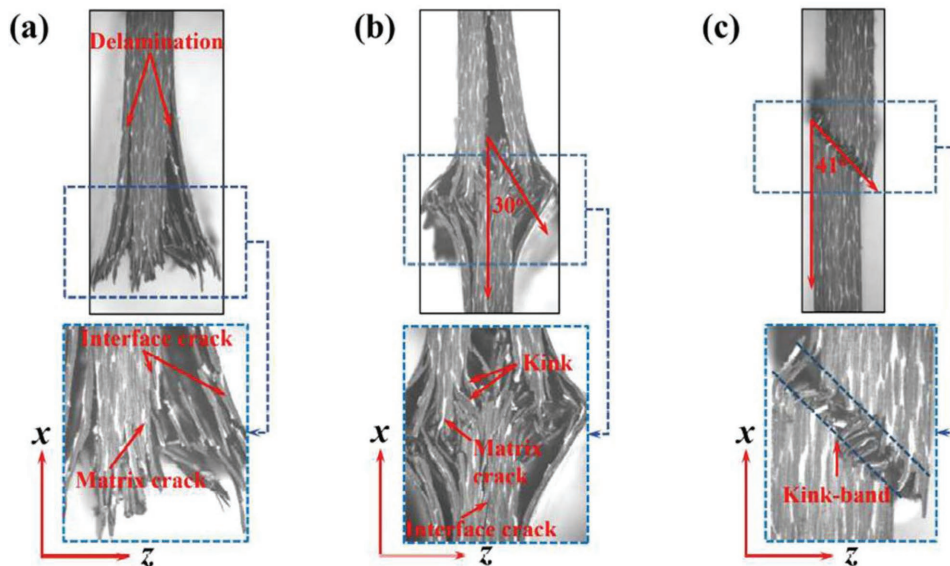 (a)
Delamination
Interface crack
Matrix crack
x
z
(b)
30°
Kink
Matrix
crack
Interface crack
x
z
(c)
41°
Kink-band
x
z